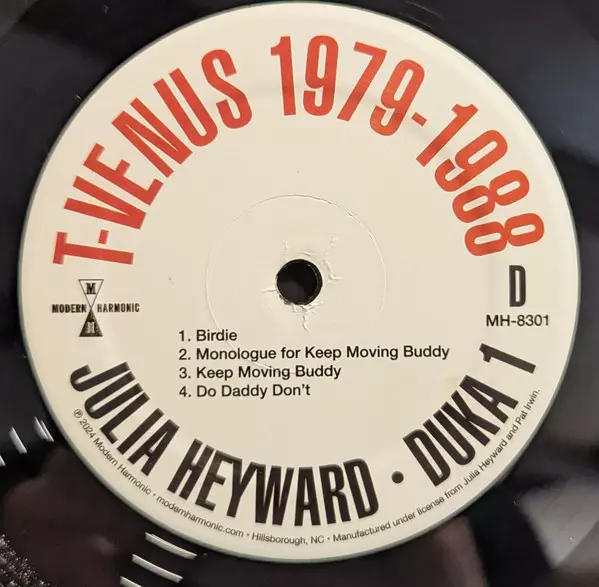 T-VENUS 1979-1988
M
MODERN HARMONIC
H
D
MH-8301
1. Birdie
2. Monologue for Keep Moving Buddy
3. Keep Moving Buddy
4. Do Daddy Don't
JULIA HEYWARD • DUKA 1
℗ 2024 Modern Harmonic • modernharmonic.com • Hillsborough, NC • Manufactured under license from Julia Heyward and Pat Irwin.